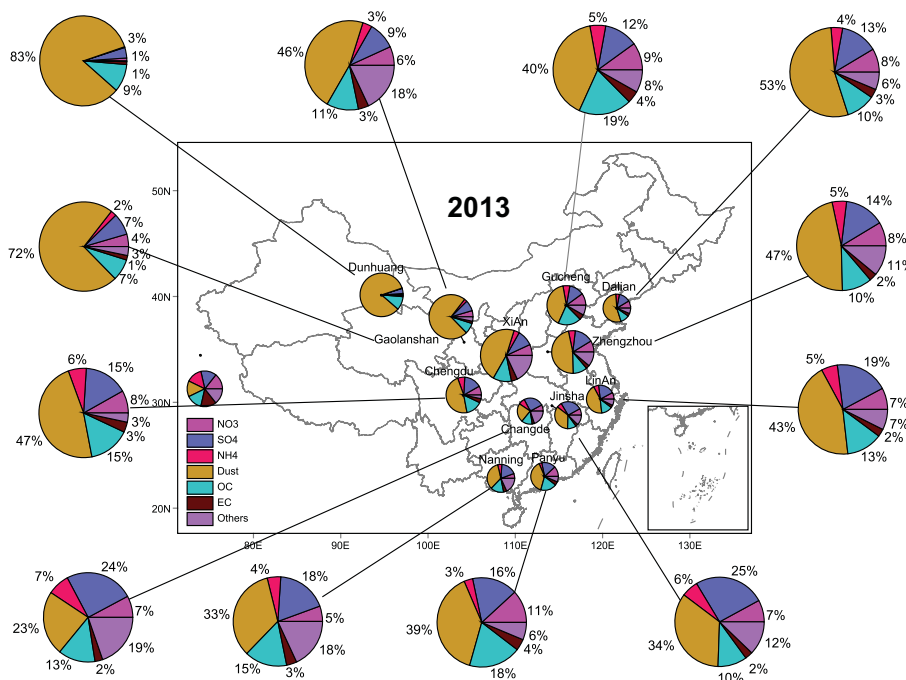 3%
1%
1%
9%
83%
3%
9%
6%
18%
3%
11%
46%
5%
12%
9%
8%
4%
19%
40%
4%
13%
8%
6%
3%
10%
53%
2%
7%
4%
3%
1%
7%
72%
5%
14%
8%
11%
2%
10%
47%
6%
15%
8%
3%
3%
15%
47%
5%
19%
7%
7%
2%
13%
43%
2013
50N
40N
30N
20N
80E
90E
100E
110E
120E
130E
Dunhuang
Gucheng
Dalian
Gaolanshan
XiAn
Zhengzhou
Chengdu
LinAn
Jinsha
Changde
Nanning
Panyu
NO3
SO4
NH4
Dust
OC
EC
Others
7%
24%
7%
19%
2%
13%
23%
4%
18%
5%
18%
3%
15%
33%
3%
16%
11%
6%
4%
18%
39%
6%
25%
7%
12%
2%
10%
34%